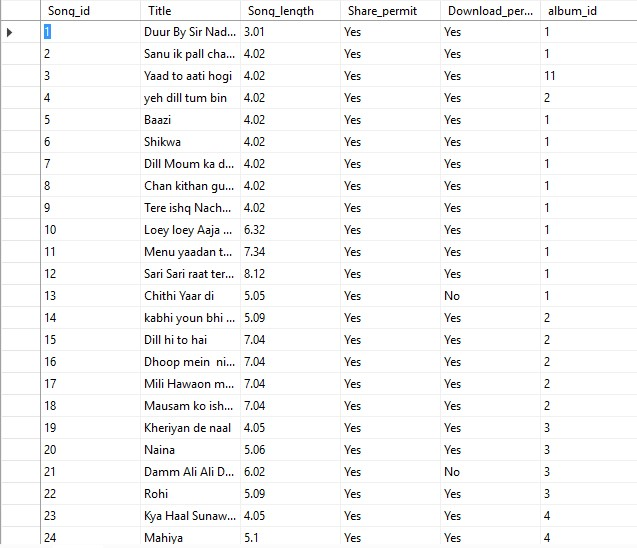 Song_id Title Song_length Share_permit Download_per... album_id
1 Duur By Sir Nad... 3.01 Yes Yes 1
2 Sanu ik pall cha... 4.02 Yes Yes 1
3 Yaad to aati hogi 4.02 Yes Yes 11
4 yeh dill tum bin 4.02 Yes Yes 2
5 Baazi 4.02 Yes Yes 1
6 Shikwa 4.02 Yes Yes 1
7 Dill Moum ka d... 4.02 Yes Yes 1
8 Chan kithan gu... 4.02 Yes Yes 1
9 Tere ishq Nach... 4.02 Yes Yes 1
10 Loey loey Aaja ... 6.32 Yes Yes 1
11 Menu yaadan t... 7.34 Yes Yes 1
12 Sari Sari raat ter... 8.12 Yes Yes 1
13 Chithi Yaar di 5.05 Yes No 1
14 kabhi youn bhi ... 5.09 Yes Yes 2
15 Dill hi to hai 7.04 Yes Yes 2
16 Dhoop mein  ni... 7.04 Yes Yes 2
17 Mili Hawaon m... 7.04 Yes Yes 2
18 Mausam ko ish... 7.04 Yes Yes 2
19 Kheriyan de naal 4.05 Yes Yes 3
20 Naina 5.06 Yes Yes 3
21 Damm Ali Ali D... 6.02 Yes No 3
22 Rohi 5.09 Yes Yes 3
23 Kya Haal Sunaw... 4.05 Yes Yes 4
24 Mahiya 5.1 Yes Yes 4